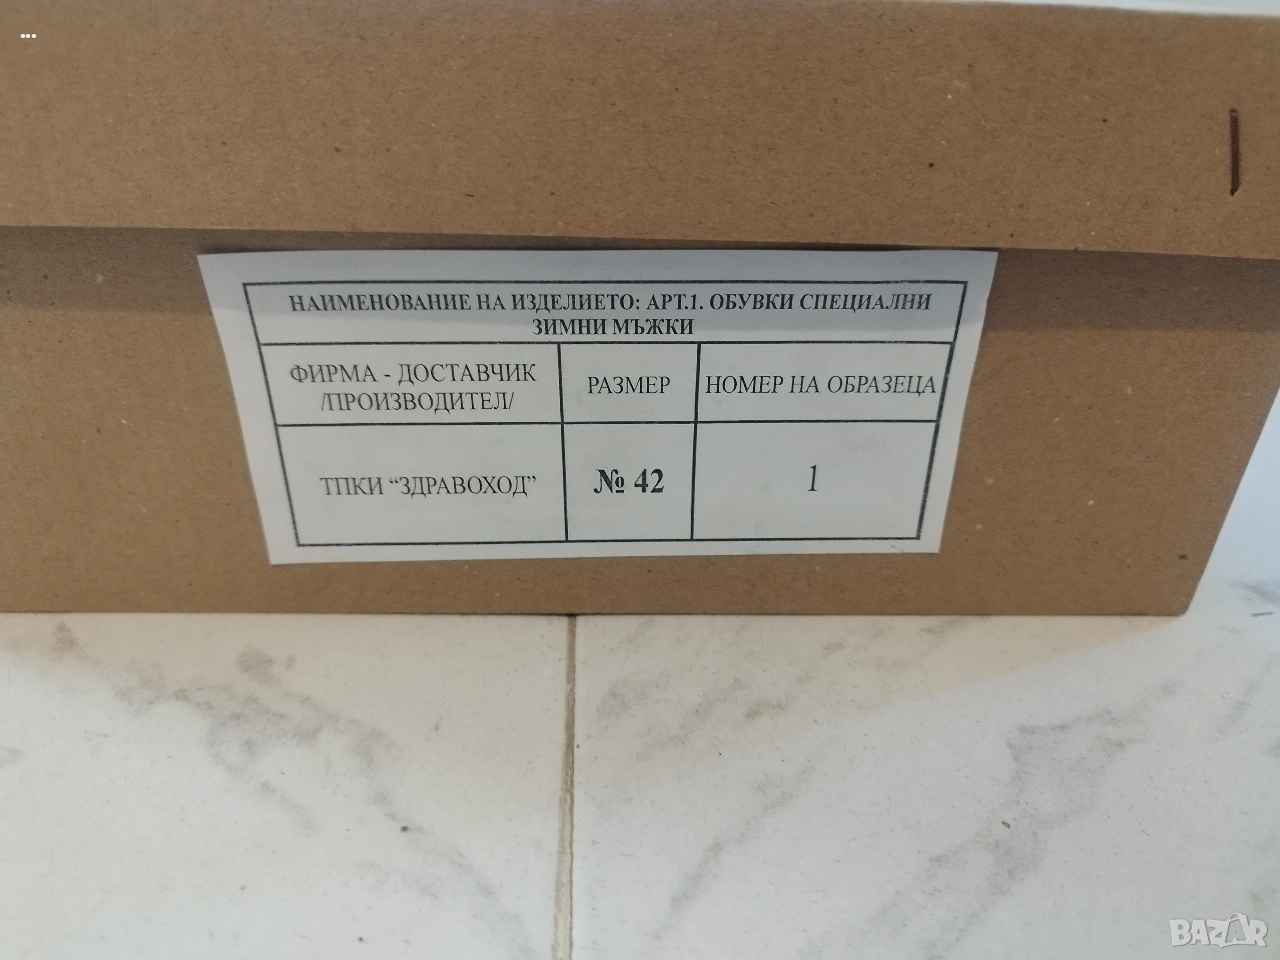 НАИМЕНОВАНИЕ НА ИЗДЕЛИЕТО: АРТ.1. ОБУВКИ СПЕЦИАЛНИ
ЗИМНИ МЪЖКИ
ФИРМА - ДОСТАВЧИК
/ПРОИЗВОДИТЕЛ/
РАЗМЕР
НОМЕР НА ОБРАЗЕЦА
ТПКИ “ЗДРАВОХОД”
№ 42
1
BAZAR